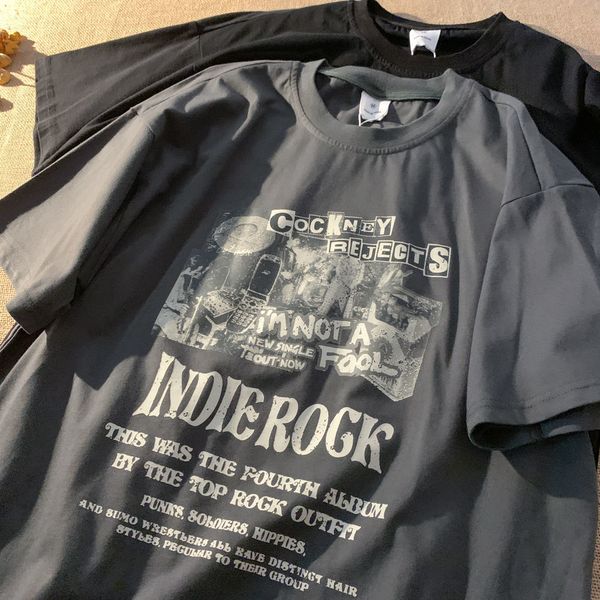 COCKNEY
REJECTS
i'M NOT A
NEW SINGLE FOOL
OUT NOW
INDIE ROCK
THIS WAS THE FOURTH ALBUM
BY THE TOP ROCK OUTFIT
PUNKS, SOLDIERS, HIPPIES,
AND SUMO WRESTLERS ALL HAVE DISTINCT HAIR
STYLES, PECULAR TO THEIR GROUP